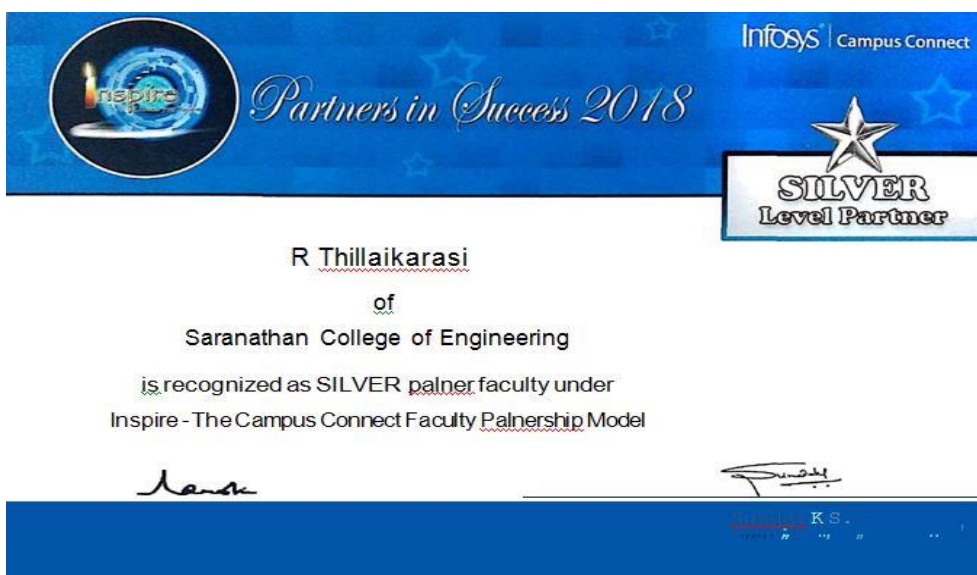 Infosys | Campus Connect
Inspire
Partners in Success 2018
SILVER
Level Partner
R Thillaikarasi
of
Saranathan College of Engineering
is recognized as SILVER palner faculty under
Inspire - The Campus Connect Faculty Palnership Model
K S.